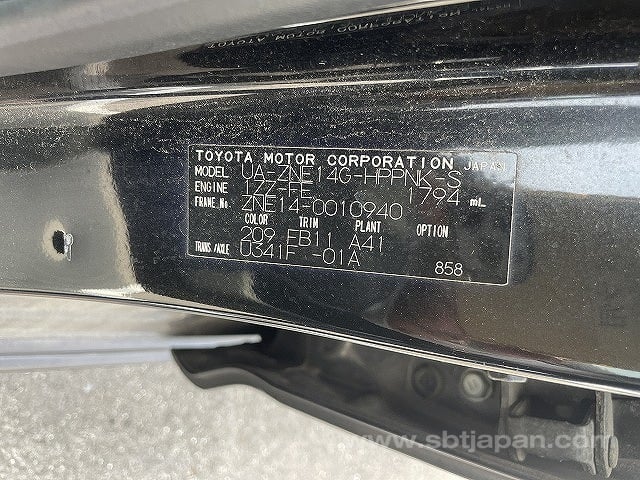 TOYOTA MOTOR CORPORATION JAPAN
MODEL UA-ZNE14G-HPPNK-S
ENGINE 1ZZ-FE 1794 mL
FRAME.No. ZNE14-0010940
COLOR TRIM PLANT OPTION
209 FB11 A41
TRANS./AXLE U341F -01A
858
www.sbtjapan.com